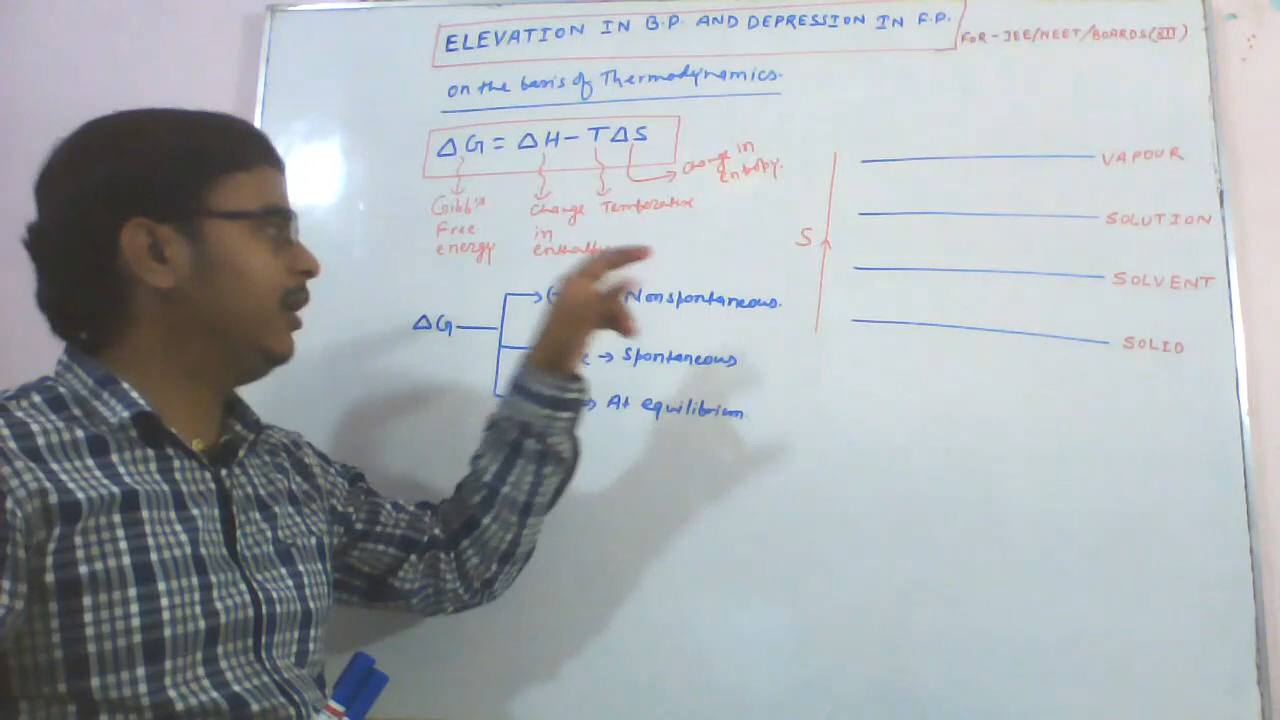 ELEVATION IN B.P. AND DEPRESSION IN F.P.
FOR-JEE/NEET/BOARDS(XII)
on the basis of Thermodynamics.
ΔG = ΔH - TΔS
Change in entropy.
Gibb's Free energy
Change in
Temperature
ΔG
Nonspontaneous.
→ Spontaneous
→ At equilibrium
S
VAPOUR
SOLUTION
SOLVENT
SOLID